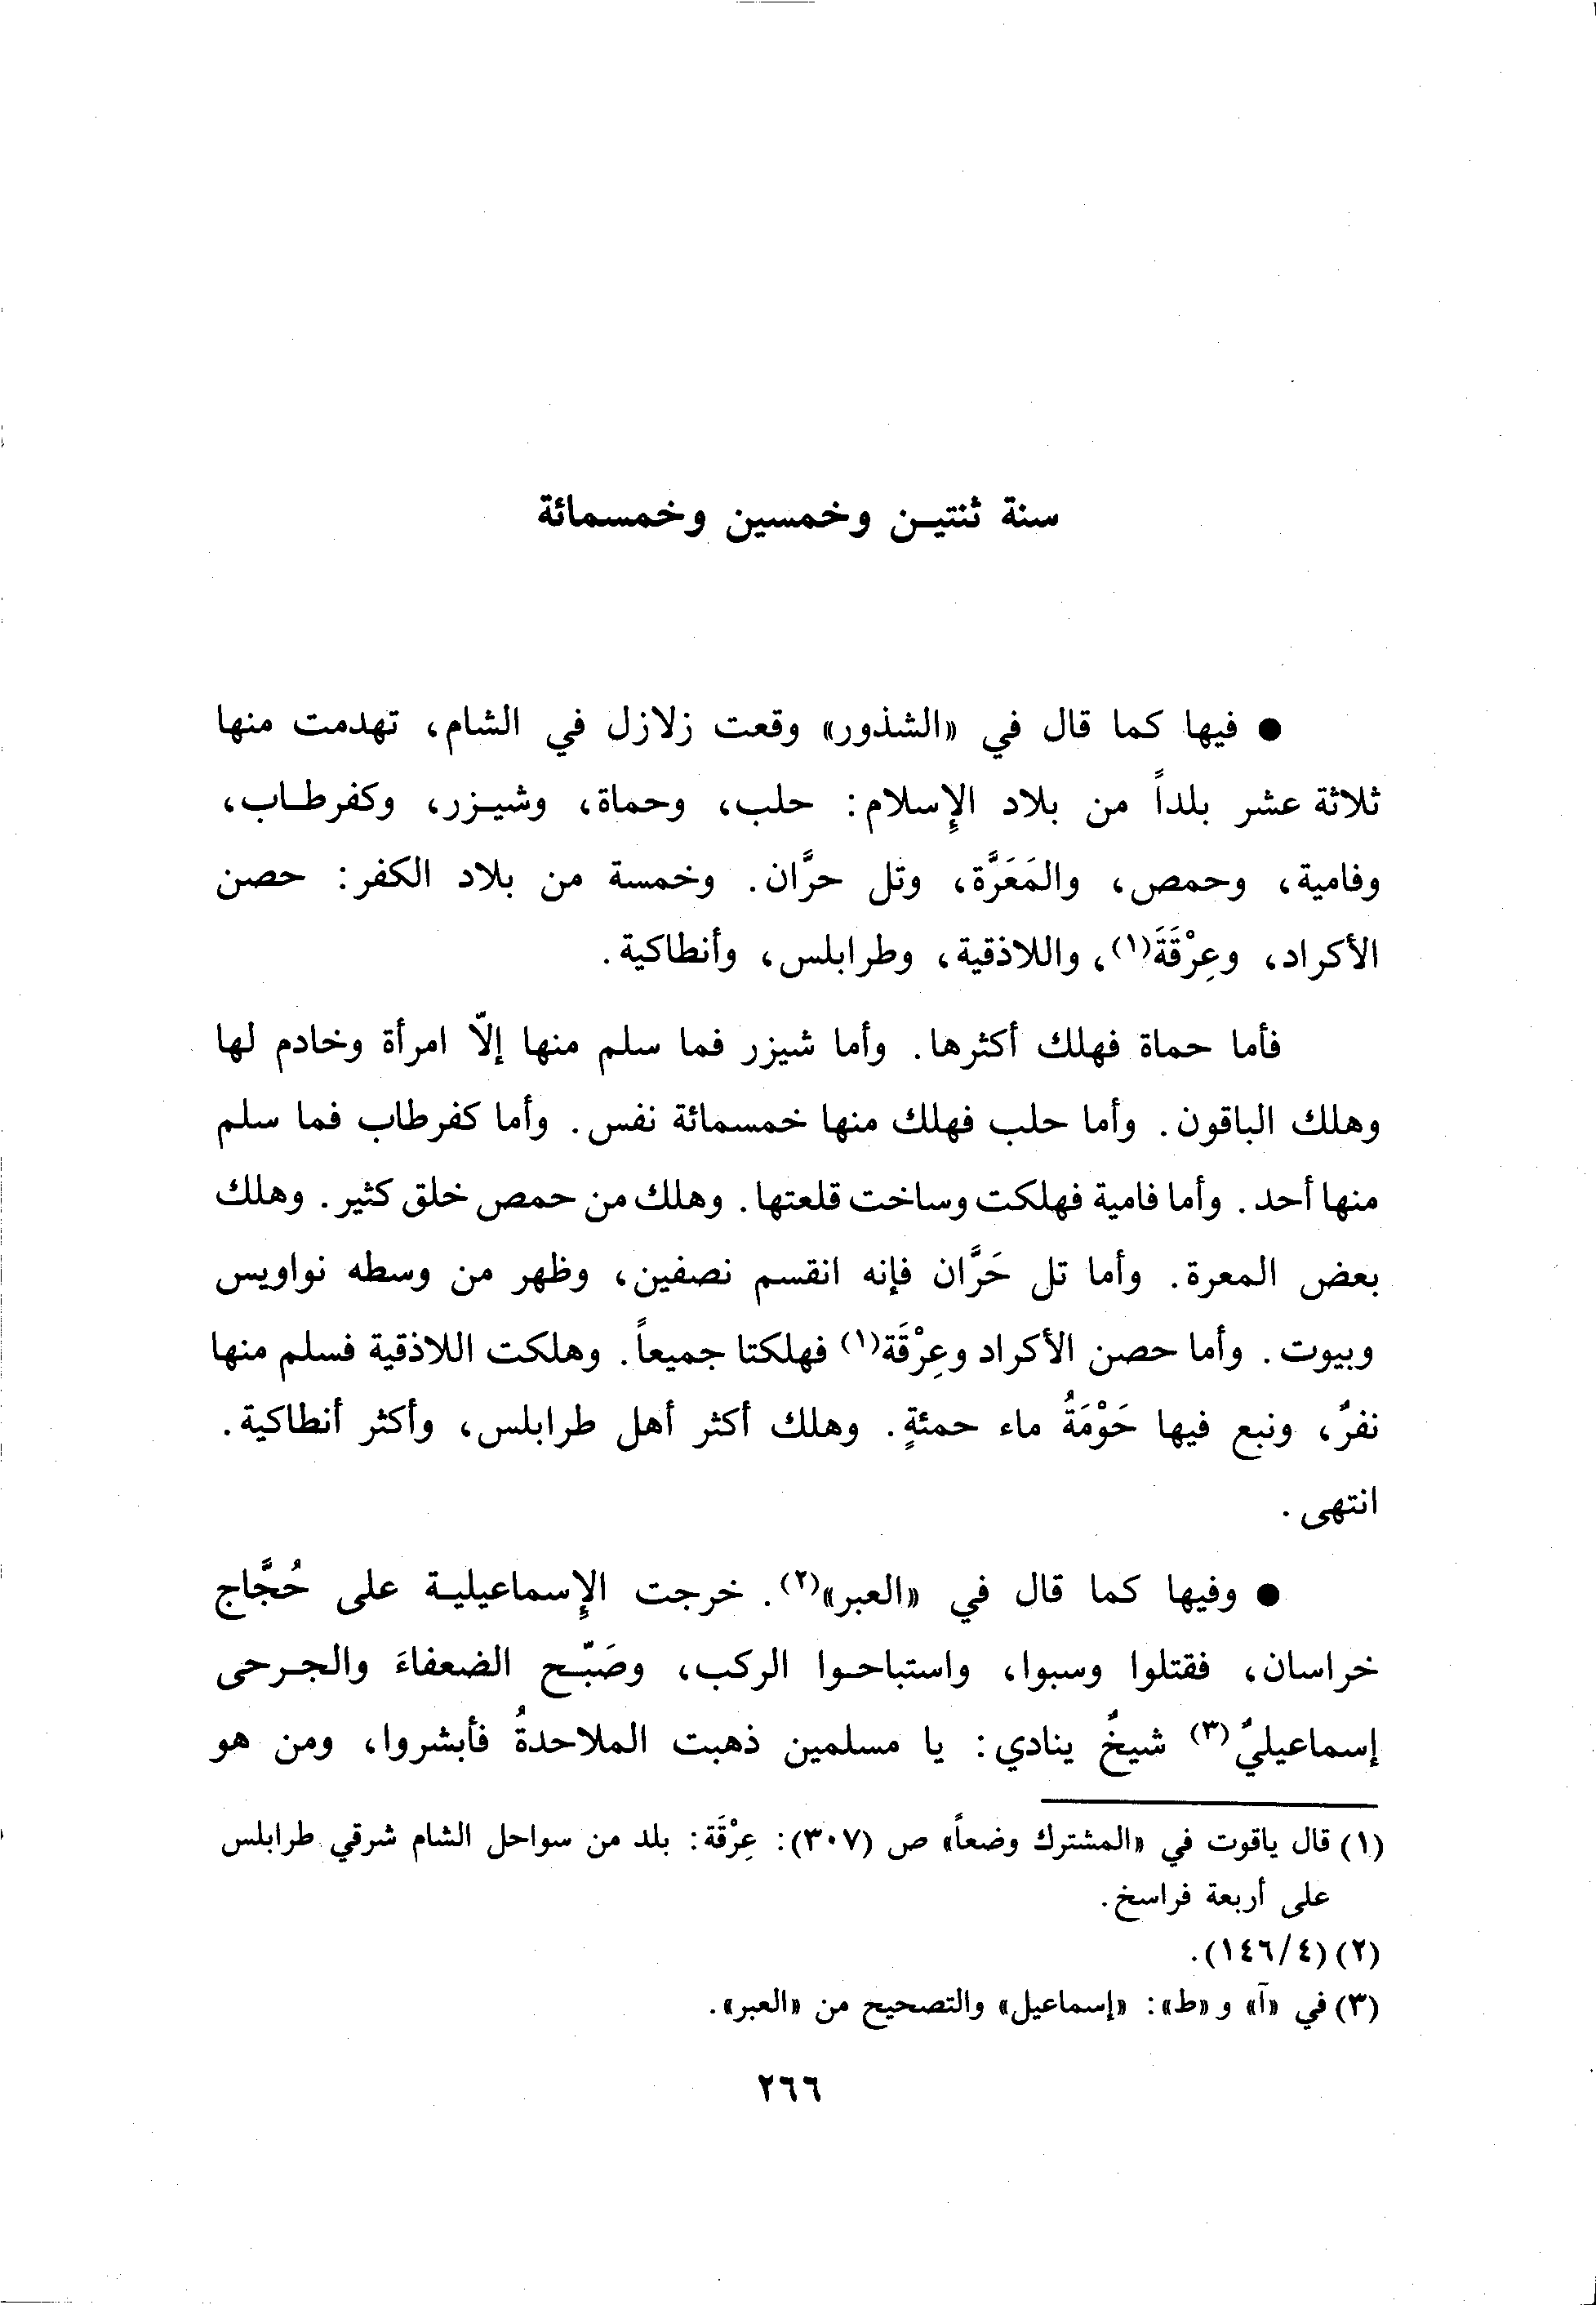 سنة ثنتين وخمسين وخمسمائة
● فيها كما قال في «الشذور» وقعت زلازل في الشام، تهدمت منها
ثلاثة عشر بلداً من بلاد الإِسلام: حلب، وحماة، وشيزر، وكفرطاب،
وفامية، وحمص، والمَعَرَّة، وتل حرَّان. وخمسة من بلاد الكفر: حصن
الأكراد، وعِرْقَةَ(١)، واللاذقية، وطرابلس، وأنطاكية.
فأما حماة فهلك أكثرها. وأما شيزر فما سلم منها إلّا امرأة وخادم لها
وهلك الباقون. وأما حلب فهلك منها خمسمائة نفس. وأما كفرطاب فما سلم
منها أحد. وأما فامية فهلكت وساخت قلعتها. وهلك من حمص خلق كثير. وهلك
بعض المعرة. وأما تل حَرَّان فإنه انقسم نصفين، وظهر من وسطه نواويس
وبيوت. وأما حصن الأكراد وعِرْقَة(١) فهلكتا جميعاً. وهلكت اللاذقية فسلم منها
نفرٌ، ونبع فيها حَوْمَةُ ماء حمئةٍ. وهلك أكثر أهل طرابلس، وأكثر أنطاكية.
انتهى.
● وفيها كما قال في «العبر»(٢). خرجت الإِسماعيلية على حُجَّاج
خراسان، فقتلوا وسبوا، واستباحوا الركب، وصَبّح الضعفاءَ والجرحى
إسماعيليٌ(٣) شيخٌ ينادي: يا مسلمين ذهبت الملاحدةُ فأبشروا، ومن هو
(١) قال ياقوت في «المشترك وضعاً» ص (٣٠٧): عِرْقَة: بلد من سواحل الشام شرقي طرابلس
على أربعة فراسخ.
(٢) (١٤٦/٤).
(٣) في «آ» و «ط»: «إسماعيل» والتصحيح من «العبر».
٢٦٦